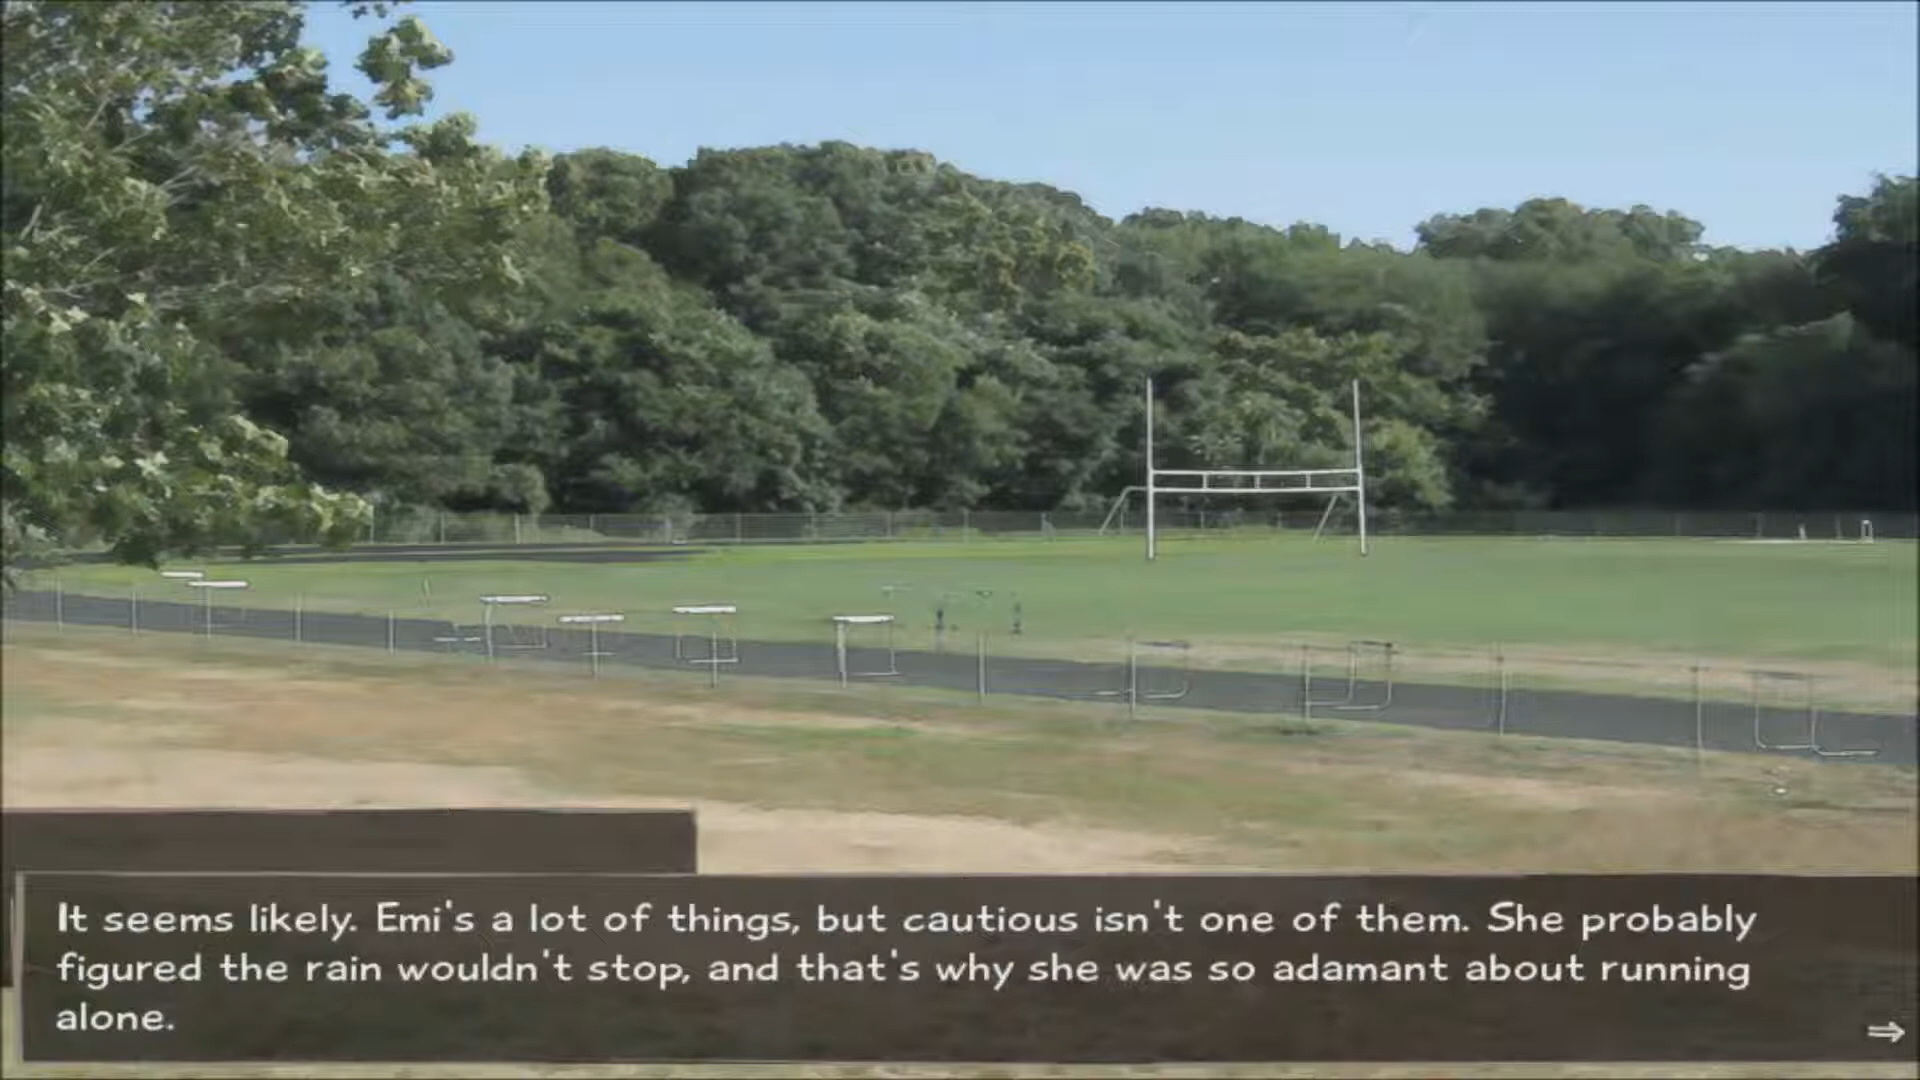 It seems likely. Emi's a lot of things, but cautious isn't one of them. She probably
figured the rain wouldn't stop, and that's why she was so adamant about running
alone.